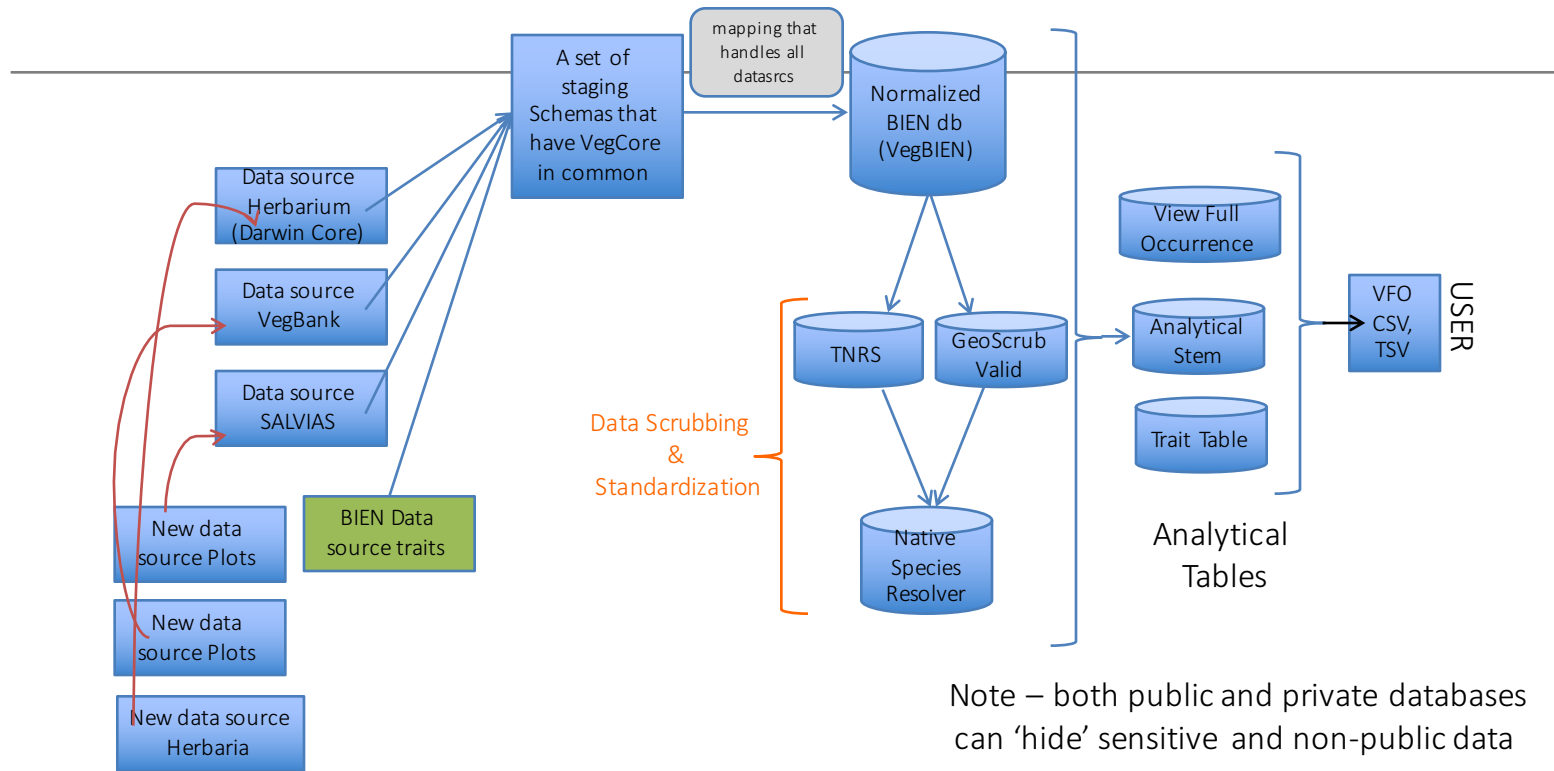 mapping that
handles all
datasrcs
A set of
staging
Schemas that
have VegCore
in common
Normalized
BIEN db
(VegBIEN)
Data source
Herbarium
(Darwin Core)
Data source
VegBank
Data source
SALVIAS
New data
source Plots
New data
source Plots
New data source
Herbaria
BIEN Data
source traits
Data Scrubbing
&
Standardization
TNRS
GeoScrub
Valid
Native
Species
Resolver
View Full
Occurrence
Analytical
Stem
Trait Table
Analytical
Tables
VFO
CSV,
TSV
USER
Note – both public and private databases
can ‘hide’ sensitive and non-public data